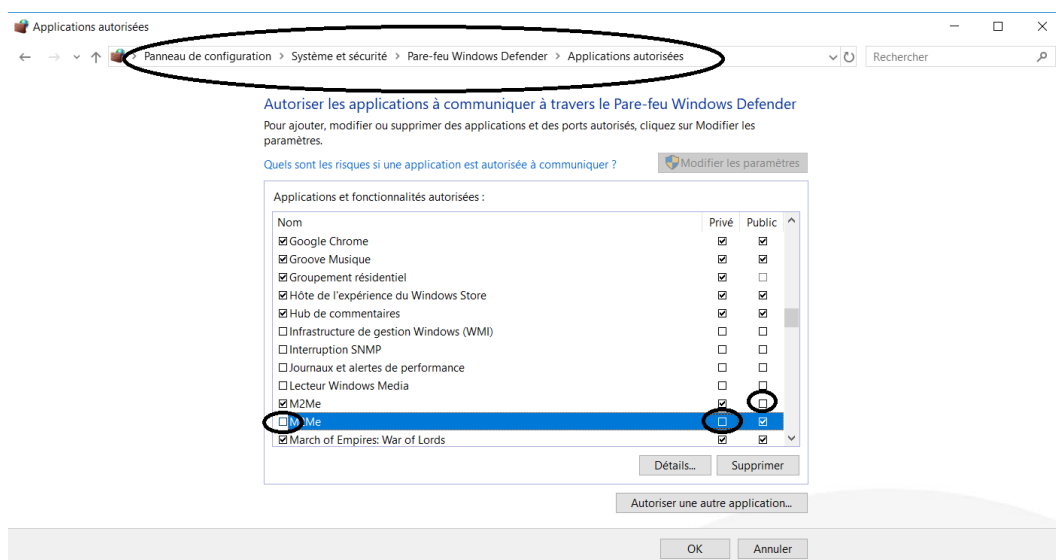 Applications autorisées
Panneau de configuration > Système et sécurité > Pare-feu Windows Defender > Applications autorisées
Rechercher
Autoriser les applications à communiquer à travers le Pare-feu Windows Defender
Pour ajouter, modifier ou supprimer des applications et des ports autorisés, cliquez sur Modifier les
paramètres.
Quels sont les risques si une application est autorisée à communiquer ?
Modifier les paramètres
Applications et fonctionnalités autorisées :
Nom Privé Public
Google Chrome
Groove Musique
Groupement résidentiel
Hôte de l'expérience du Windows Store
Hub de commentaires
Infrastructure de gestion Windows (WMI)
Interruption SNMP
Journaux et alertes de performance
Lecteur Windows Media
M2Me
M2Me
March of Empires: War of Lords
Détails... Supprimer
Autoriser une autre application...
OK Annuler